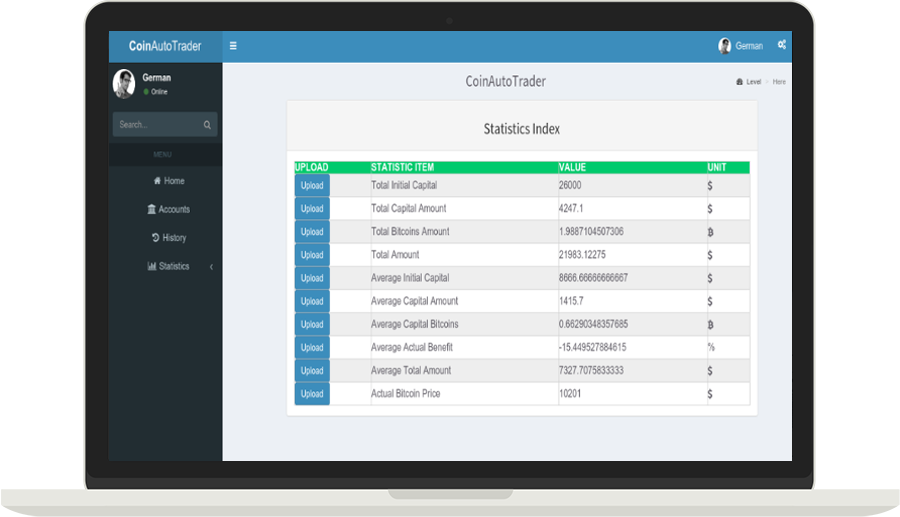 CoinAutoTrader German
German CoinAutoTrader Level > Here
Online
Search...
Statistics Index
MENU
UPLOAD STATISTIC ITEM VALUE UNIT
Home
Upload Total Initial Capital 26000 $
Accounts
Upload Total Capital Amount 4247.1 $
History
Upload Total Bitcoins Amount 1.9887104507306 ₿
Upload Total Amount 21983.12275 $
Statistics
Upload Average Initial Capital 8666.66666666667 $
Upload Average Capital Amount 1415.7 $
Upload Average Capital Bitcoins 0.66290348357685 ₿
Upload Average Actual Benefit -15.449527884615 %
Upload Average Total Amount 7327.7075833333 $
Upload Actual Bitcoin Price 10201 $